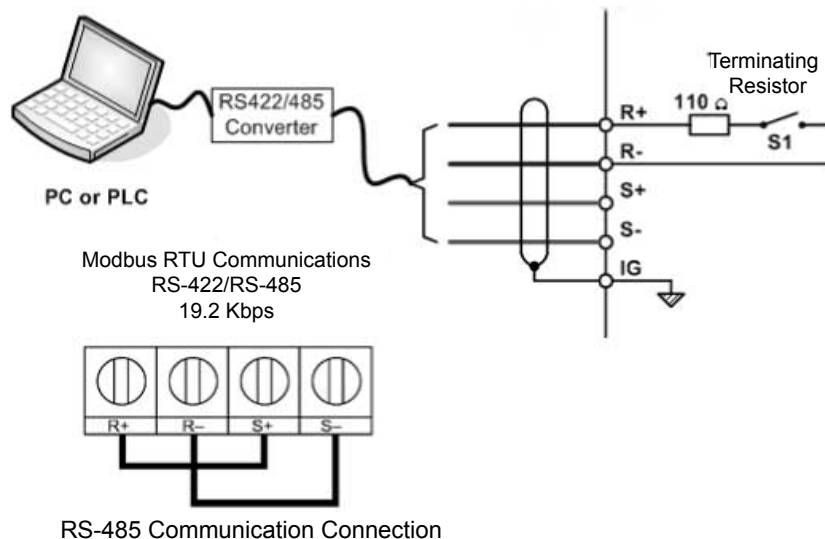 Terminating
Resistor
RS422/485
Converter
R+
110 Ω
S1
R-
PC or PLC
S+
S-
IG
Modbus RTU Communications
RS-422/RS-485
19.2 Kbps
R+ R– S+ S–
RS-485 Communication Connection